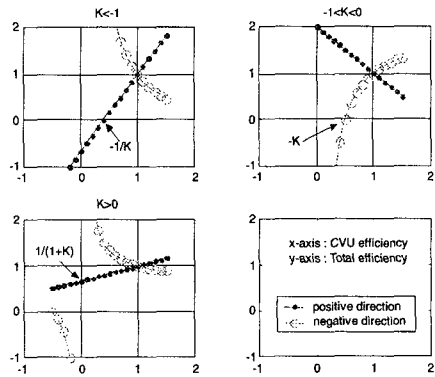 K<-1
2
1
0
-1
-1 0 1 2
-1/K
-1<K<0
2
1
0
-1
-1 0 1 2
-K
K>0
2
1
0
-1
-1 0 1 2
1/(1+K)
2
1
0
-1
-1 0 1 2
x-axis : CVU efficiency
y-axis : Total efficiency
positive direction
negative direction